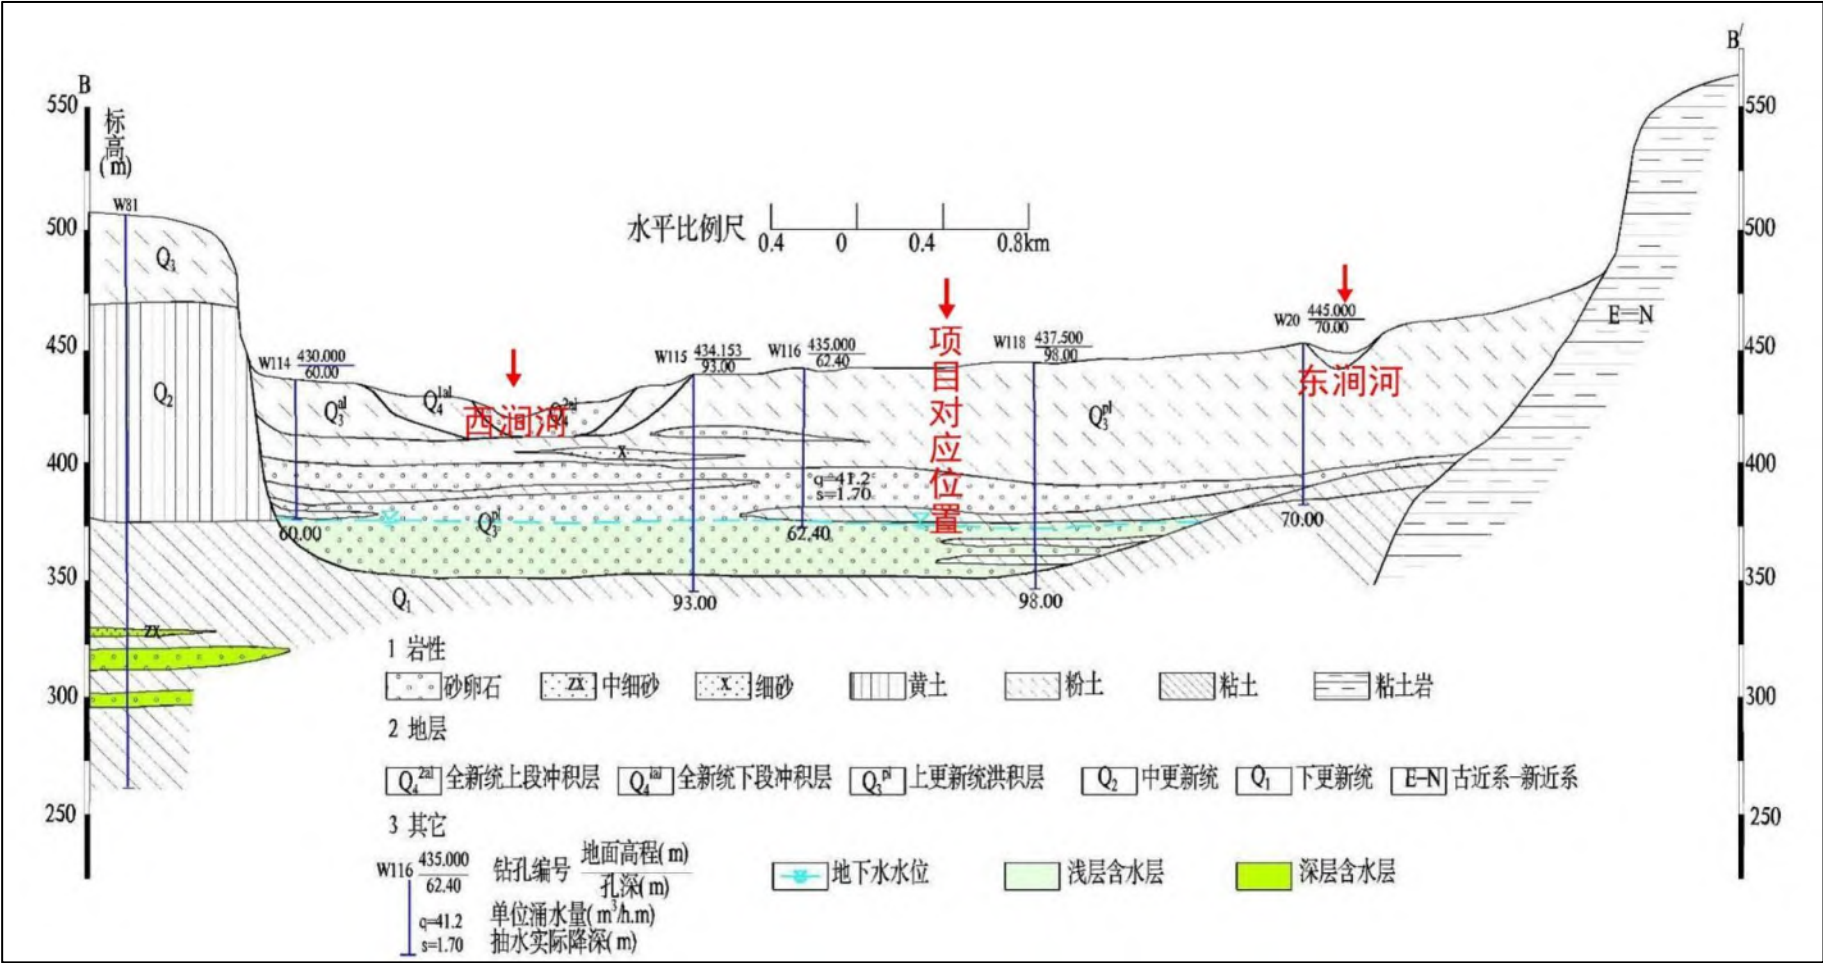 B
B′
550
标高
(m)
500
450
400
350
300
250
550
500
450
400
350
300
250
W81
Q3
Q2
水平比例尺
0.4 0 0.4 0.8km
W114 430.000
60.00
Q3al
Q41al
Q42al
西涧河
W115 434.153
93.00
W116 435.000
62.40
项目对应位置
W118 437.500
98.00
Q3pl
W20 445.000
70.00
东涧河
E-N
x
q=41.2
s=1.70
Q3pl
60.00
62.40
70.00
93.00
98.00
Q1
ZX
1 岩性
砂卵石 ZX 中细砂 x 细砂 黄土 粉土 粘土 粘土岩
2 地层
Q42al 全新统上段冲积层 Q41al 全新统下段冲积层 Q3pl 上更新统洪积层 Q2 中更新统 Q1 下更新统 E-N 古近系-新近系
3 其它
W116 435.000
62.40
钻孔编号 地面高程(m)
孔深(m)
地下水水位 浅层含水层 深层含水层
q=41.2 单位涌水量(m³/h.m)
s=1.70 抽水实际降深(m)